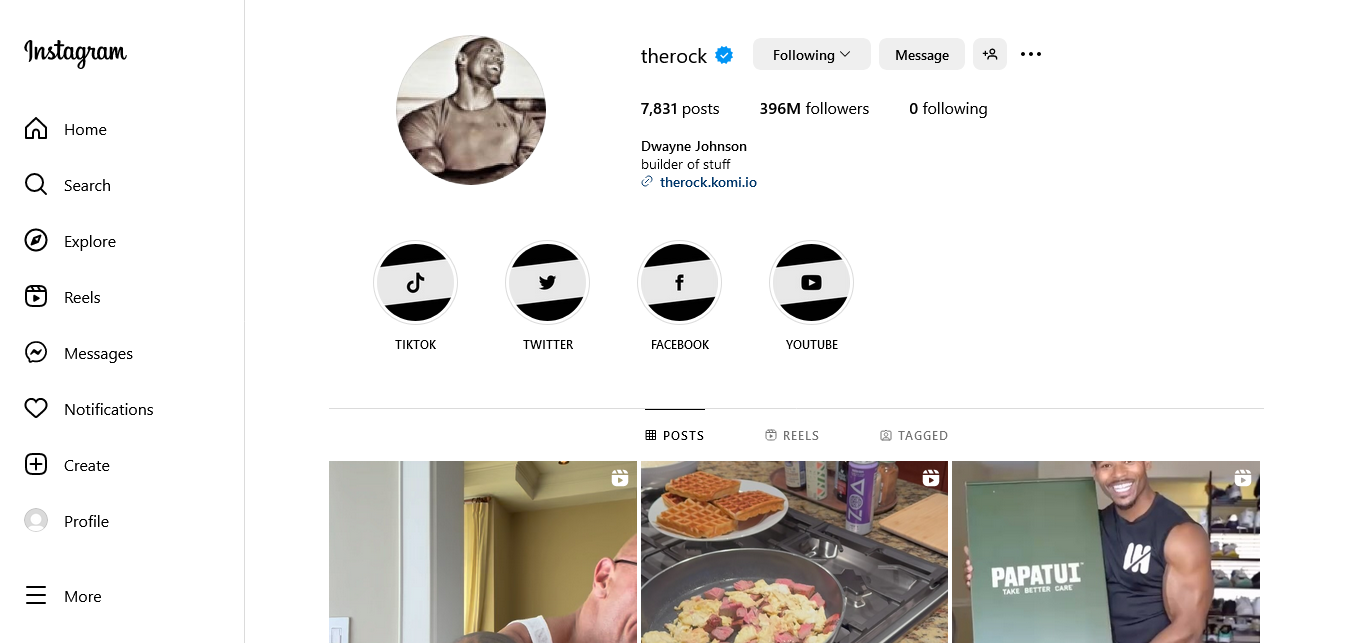 Instagram
Home
Search
Explore
Reels
Messages
Notifications
Create
Profile
More
therock
Following
Message
7,831 posts
396M followers
0 following
Dwayne Johnson
builder of stuff
therock.komi.io
TIKTOK
TWITTER
FACEBOOK
YOUTUBE
POSTS
REELS
TAGGED
ZOA
PAPATUI™
TAKE BETTER CARE